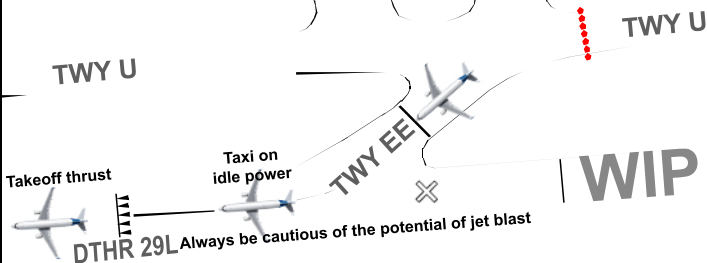 TWY U
TWY U
TWY EE
WIP
Taxi on
idle power
Takeoff thrust
DTHR 29L
Always be cautious of the potential of jet blast